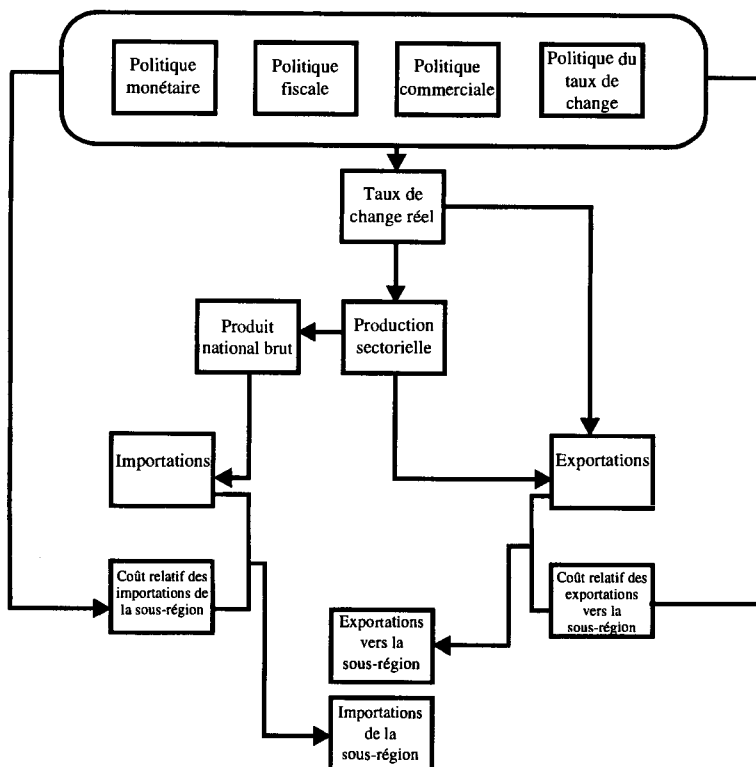 Politique
monétaire
Politique
fiscale
Politique
commerciale
Politique du
taux de
change
Taux de
change réel
Produit
national brut
Production
sectorielle
Importations
Exportations
Coût relatif des
importations de
la sous-région
Coût relatif des
exportations
vers la
sous-région
Exportations
vers la
sous-région
Importations
de la
sous-région